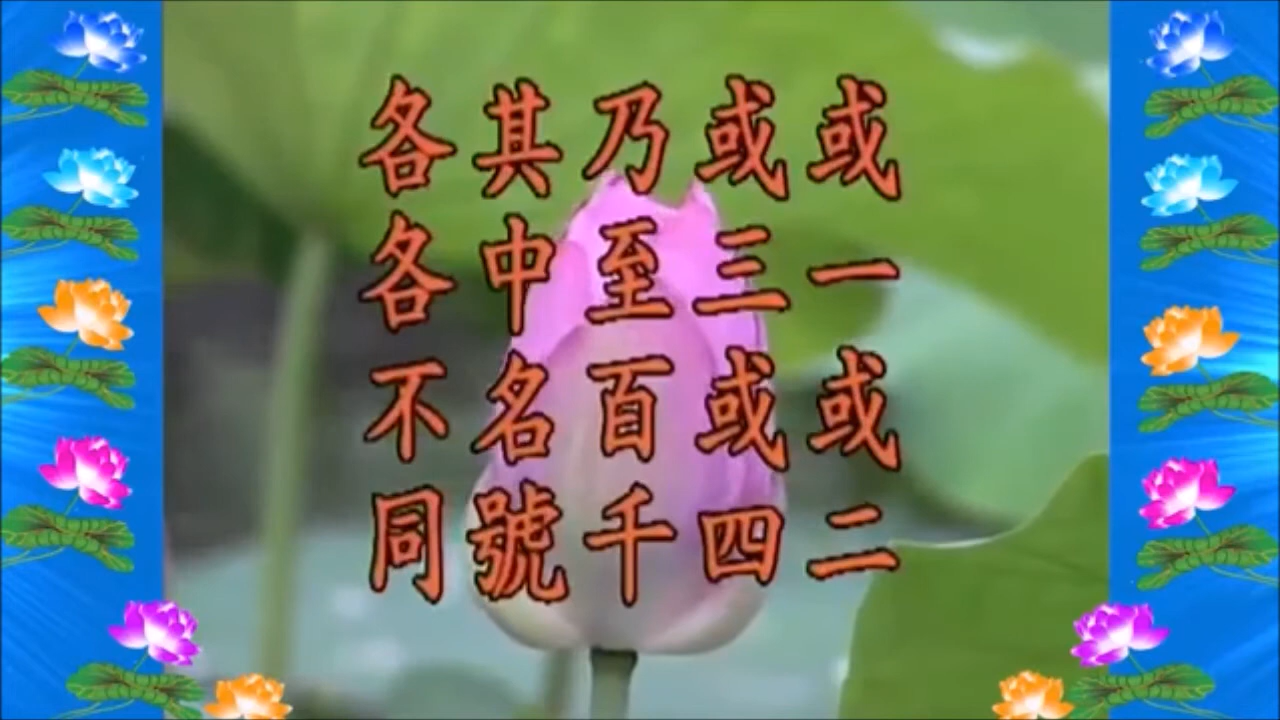 或一或二
或三或四
乃至百千
其中名號
各各不同